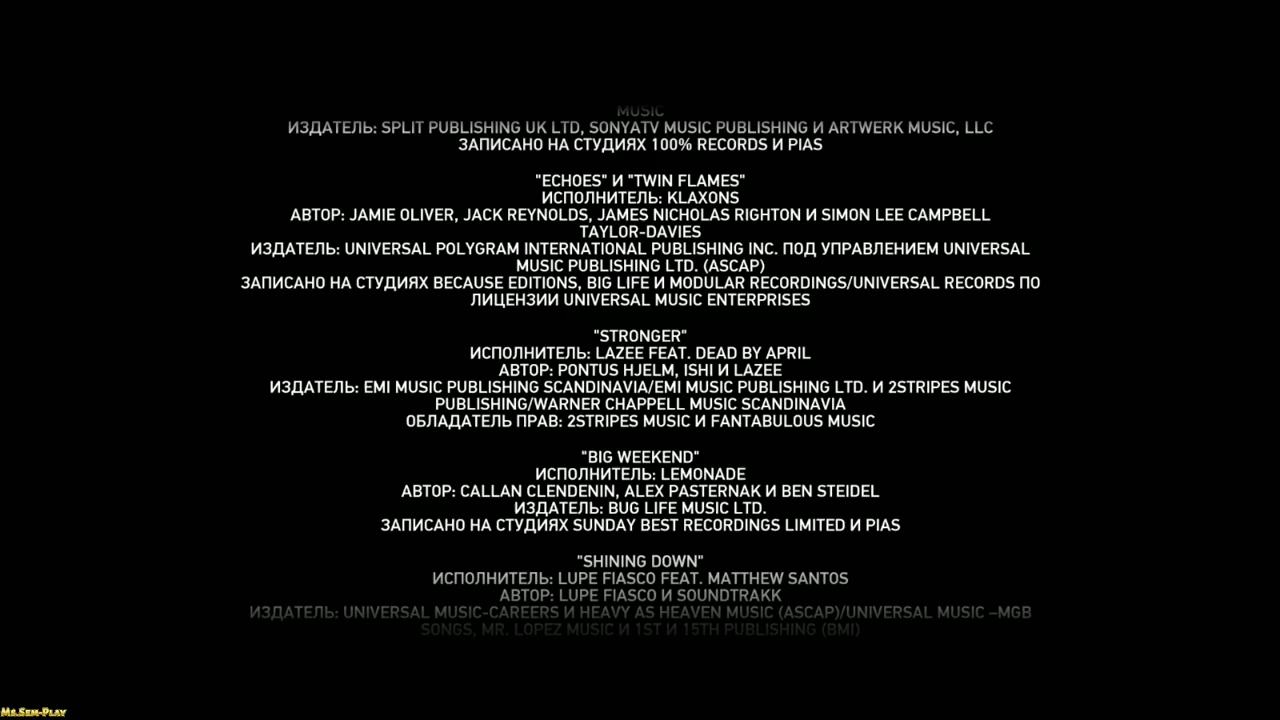 MUSIC
ИЗДАТЕЛЬ: SPLIT PUBLISHING UK LTD, SONYATV MUSIC PUBLISHING И ARTWERK MUSIC, LLC
ЗАПИСАНО НА СТУДИЯХ 100% RECORDS И PIAS
"ECHOES" И "TWIN FLAMES"
ИСПОЛНИТЕЛЬ: KLAXONS
АВТОР: JAMIE OLIVER, JACK REYNOLDS, JAMES NICHOLAS RIGHTON И SIMON LEE CAMPBELL
TAYLOR-DAVIES
ИЗДАТЕЛЬ: UNIVERSAL POLYGRAM INTERNATIONAL PUBLISHING INC. ПОД УПРАВЛЕНИЕМ UNIVERSAL
MUSIC PUBLISHING LTD. (ASCAP)
ЗАПИСАНО НА СТУДИЯХ BECAUSE EDITIONS, BIG LIFE И MODULAR RECORDINGS/UNIVERSAL RECORDS ПО
ЛИЦЕНЗИИ UNIVERSAL MUSIC ENTERPRISES
"STRONGER"
ИСПОЛНИТЕЛЬ: LAZEE FEAT. DEAD BY APRIL
АВТОР: PONTUS HJELM, ISHI И LAZEE
ИЗДАТЕЛЬ: EMI MUSIC PUBLISHING SCANDINAVIA/EMI MUSIC PUBLISHING LTD. И 2STRIPES MUSIC
PUBLISHING/WARNER CHAPPELL MUSIC SCANDINAVIA
ОБЛАДАТЕЛЬ ПРАВ: 2STRIPES MUSIC И FANTABULOUS MUSIC
"BIG WEEKEND"
ИСПОЛНИТЕЛЬ: LEMONADE
АВТОР: CALLAN CLENDENIN, ALEX PASTERNAK И BEN STEIDEL
ИЗДАТЕЛЬ: BUG LIFE MUSIC LTD.
ЗАПИСАНО НА СТУДИЯХ SUNDAY BEST RECORDINGS LIMITED И PIAS
"SHINING DOWN"
ИСПОЛНИТЕЛЬ: LUPE FIASCO FEAT. MATTHEW SANTOS
АВТОР: LUPE FIASCO И SOUNDTRAKK
ИЗДАТЕЛЬ: UNIVERSAL MUSIC-CAREERS И HEAVY AS HEAVEN MUSIC (ASCAP)/UNIVERSAL MUSIC –MGB
SONGS, MR. LOPEZ MUSIC И 1ST И 15TH PUBLISHING (BMI)
Ms.Sem-Play